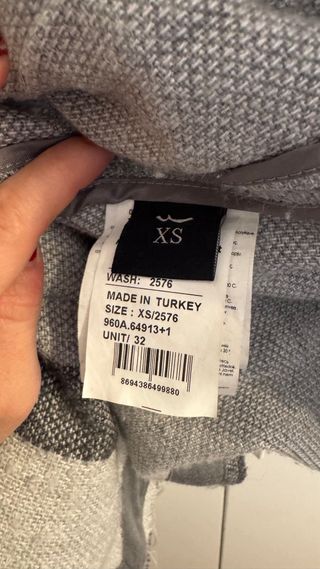 XS
WASH: 2576
MADE IN TURKEY
SIZE : XS/2576
960A.64913+1
UNIT/ 32
8694386499880